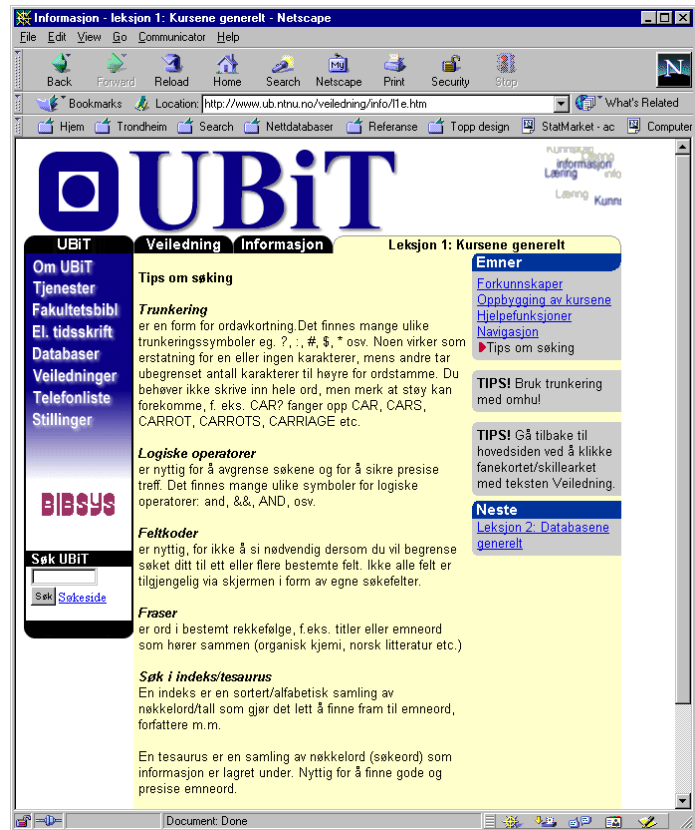 Informasjon - leksjon 1: Kursene generelt - Netscape
File Edit View Go Communicator Help
Back Forward Reload Home Search Netscape Print Security Stop
My
N
Bookmarks Location: http://www.ub.ntnu.no/veiledning/info/l1e.htm What's Related
Hjem Trondheim Search Nettdatabaser Referanse Topp design StatMarket - ac Computer
UBiT
informasjon
Læring info
Læring Kunns
UBiT Veiledning Informasjon Leksjon 1: Kursene generelt
Om UBiT
Tjenester
Fakultetsbibl
El. tidsskrift
Databaser
Veiledninger
Telefonliste
Stillinger
BIBSYS
Søk UBiT
Søk Søkeside
Tips om søking
Trunkering
er en form for ordavkortning.Det finnes mange ulike
trunkeringssymboler eg. ?, :, #, $, * osv. Noen virker som
erstatning for en eller ingen karakterer, mens andre tar
ubegrenset antall karakterer til høyre for ordstamme. Du
behøver ikke skrive inn hele ord, men merk at støy kan
forekomme, f. eks. CAR? fanger opp CAR, CARS,
CARROT, CARROTS, CARRIAGE etc.
Logiske operatorer
er nyttig for å avgrense søkene og for å sikre presise
treff. Det finnes mange ulike symboler for logiske
operatorer: and, &&, AND, osv.
Feltkoder
er nyttig, for ikke å si nødvendig dersom du vil begrense
søket ditt til ett eller flere bestemte felt. Ikke alle felt er
tilgjengelig via skjermen i form av egne søkefelter.
Fraser
er ord i bestemt rekkefølge, f.eks. titler eller emneord
som hører sammen (organisk kjemi, norsk litteratur etc.)
Søk i indeks/tesaurus
En indeks er en sortert/alfabetisk samling av
nøkkelord/tall som gjør det lett å finne fram til emneord,
forfattere m.m.
En tesaurus er en samling av nøkkelord (søkeord) som
informasjon er lagret under. Nyttig for å finne gode og
presise emneord.
Emner
Forkunnskaper
Oppbygging av kursene
Hjelpefunksjoner
Navigasjon
Tips om søking
TIPS! Bruk trunkering
med omhu!
TIPS! Gå tilbake til
hovedsiden ved å klikke
fanekortet/skillearket
med teksten Veiledning.
Neste
Leksjon 2: Databasene
generelt
Document: Done